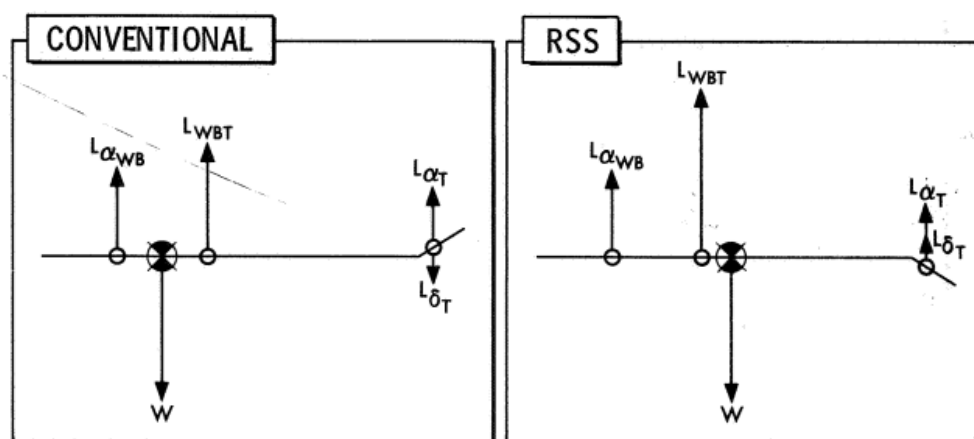 CONVENTIONAL
LαWB
LWBT
LαT
LδT
W
RSS
LWBT
LαWB
LαT
LδT
W